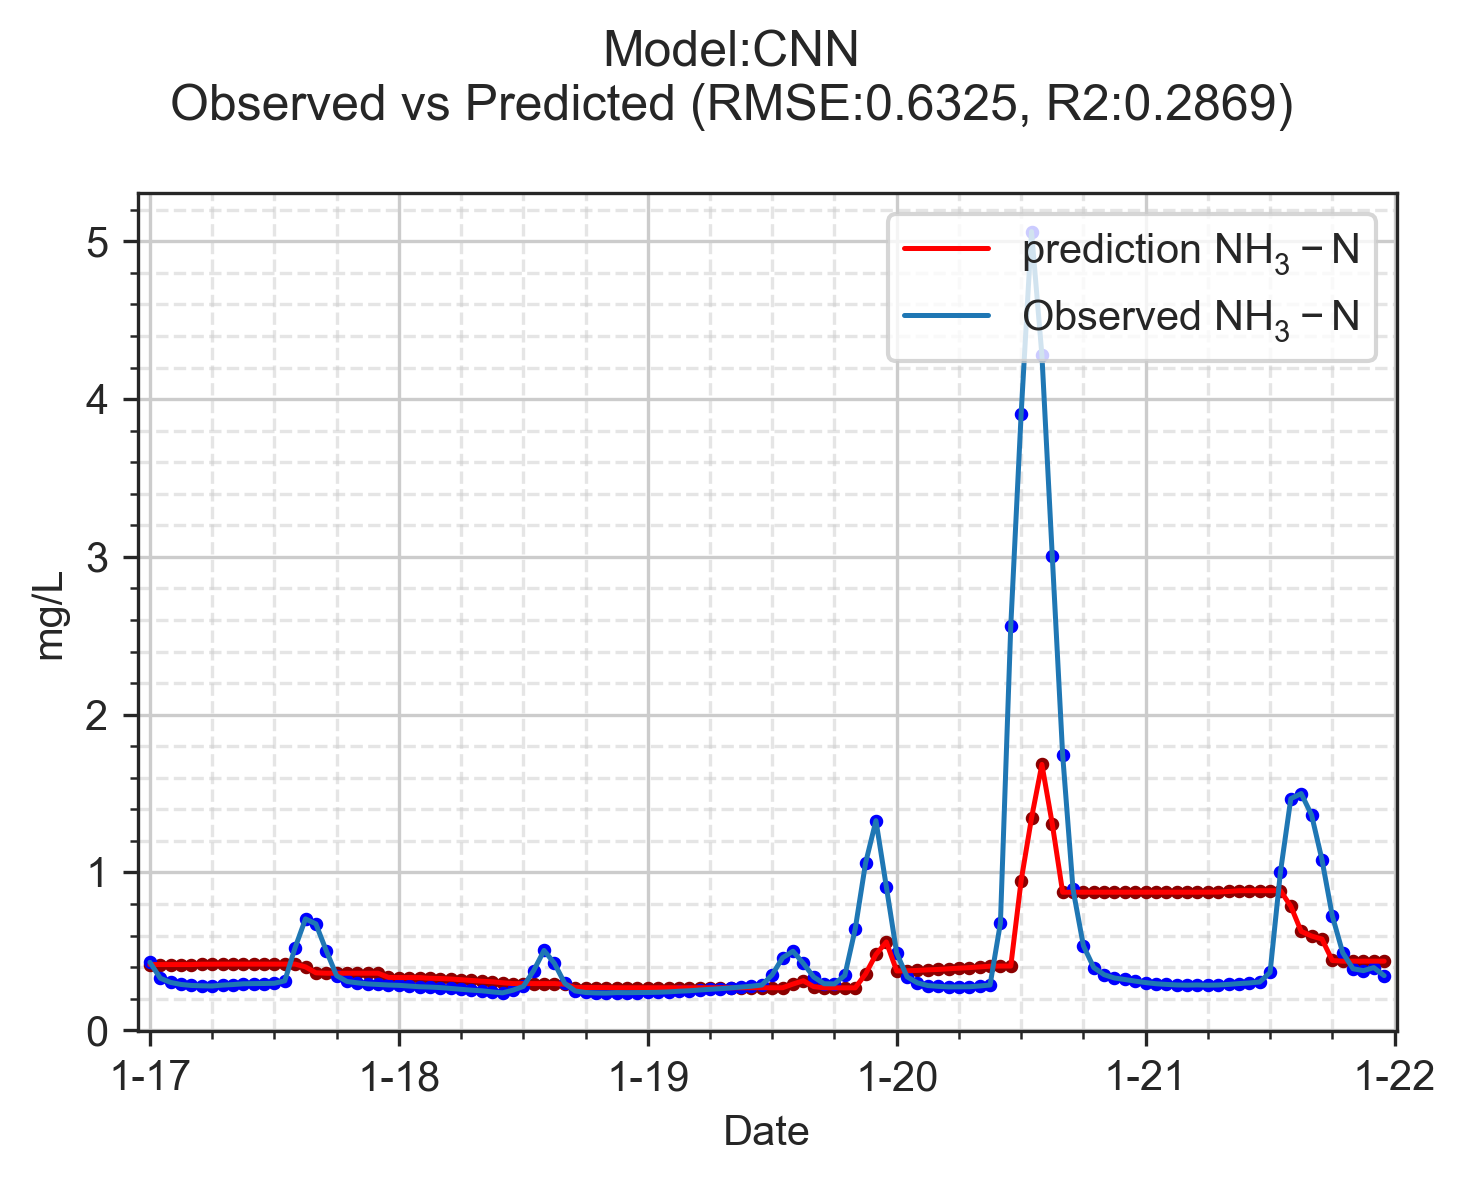 Model:CNN
Observed vs Predicted (RMSE:0.6325, R2:0.2869)
prediction NH₃ − N
Observed NH₃ − N
5
4
3
2
1
0
mg/L
1-17 1-18 1-19 1-20 1-21 1-22
Date